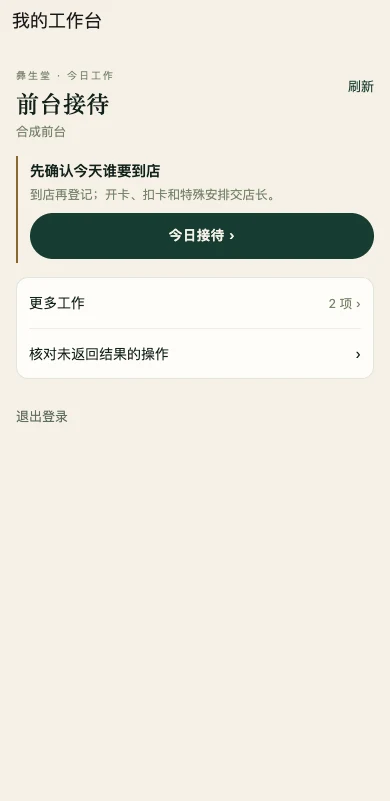 我的工作台
彝生堂 · 今日工作
前台接待
刷新
合成前台
先确认今天谁要到店
到店再登记；开卡、扣卡和特殊安排交店长。
今日接待 ›
更多工作 2 项 ›
核对未返回结果的操作 ›
退出登录